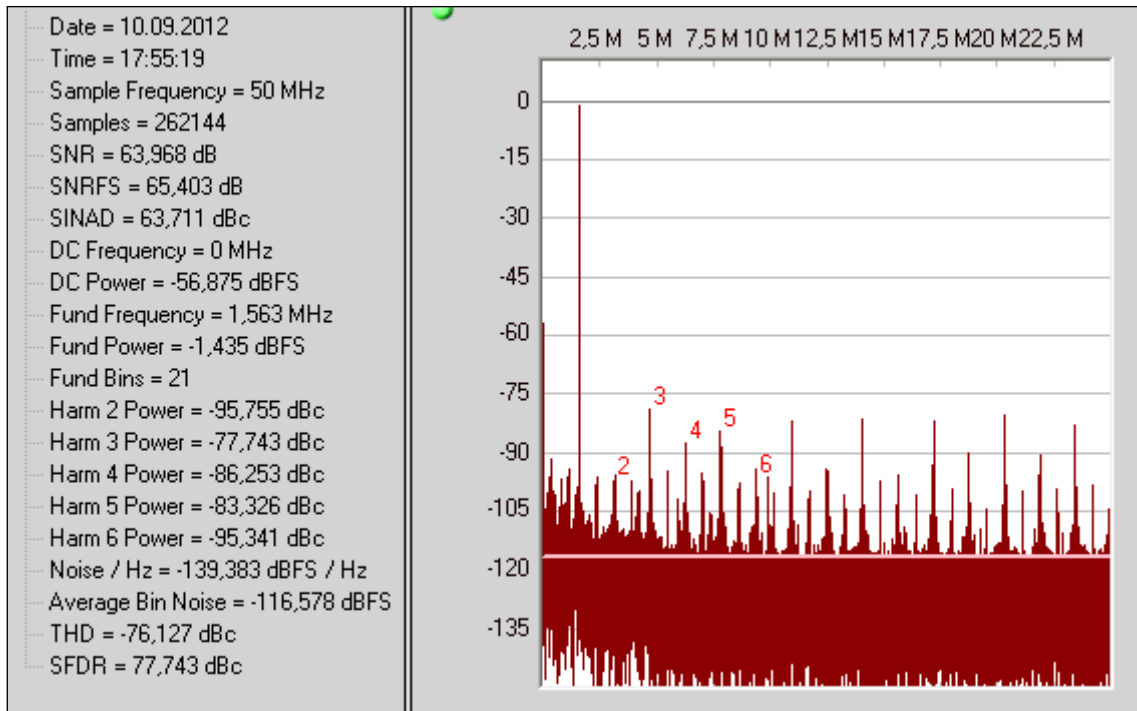 Date = 10.09.2012
Time = 17:55:19
Sample Frequency = 50 MHz
Samples = 262144
SNR = 63,968 dB
SNRFS = 65,403 dB
SINAD = 63,711 dBc
DC Frequency = 0 MHz
DC Power = -56,875 dBFS
Fund Frequency = 1,563 MHz
Fund Power = -1,435 dBFS
Fund Bins = 21
Harm 2 Power = -95,755 dBc
Harm 3 Power = -77,743 dBc
Harm 4 Power = -86,253 dBc
Harm 5 Power = -83,326 dBc
Harm 6 Power = -95,341 dBc
Noise / Hz = -139,383 dBFS / Hz
Average Bin Noise = -116,578 dBFS
THD = -76,127 dBc
SFDR = 77,743 dBc
2,5 M 5 M 7,5 M 10 M 12,5 M 15 M 17,5 M 20 M 22,5 M
0
-15
-30
-45
-60
-75
-90
-105
-120
-135
2
3
4
5
6